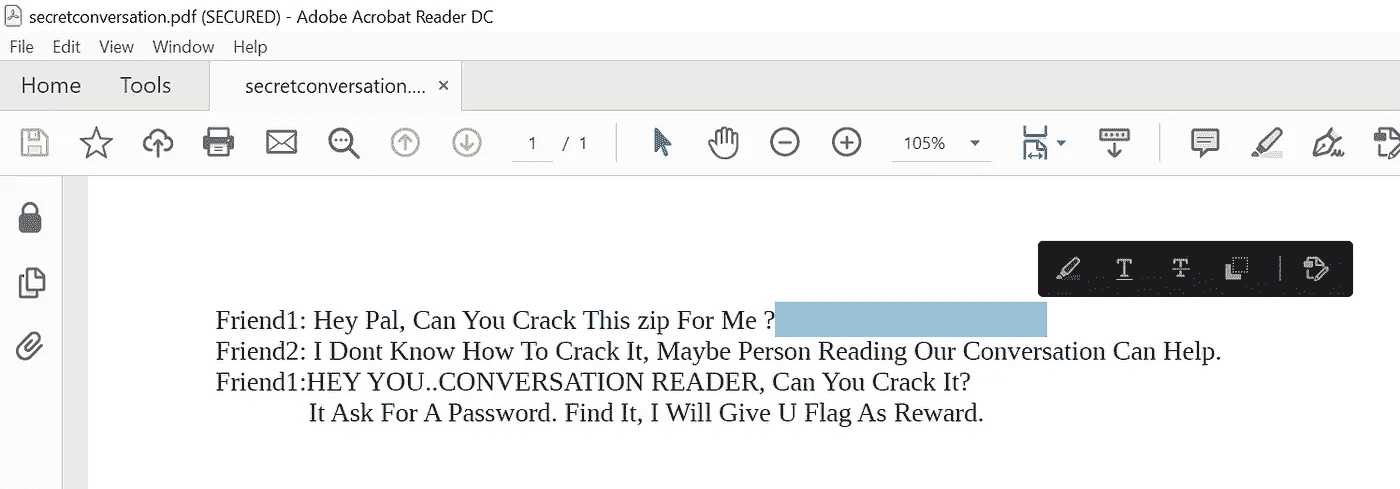 secretconversation.pdf (SECURED) - Adobe Acrobat Reader DC
File Edit View Window Help
Home Tools secretconversation.... ×
1 / 1 105%
Friend1: Hey Pal, Can You Crack This zip For Me ?
Friend2: I Dont Know How To Crack It, Maybe Person Reading Our Conversation Can Help.
Friend1:HEY YOU..CONVERSATION READER, Can You Crack It?
It Ask For A Password. Find It, I Will Give U Flag As Reward.